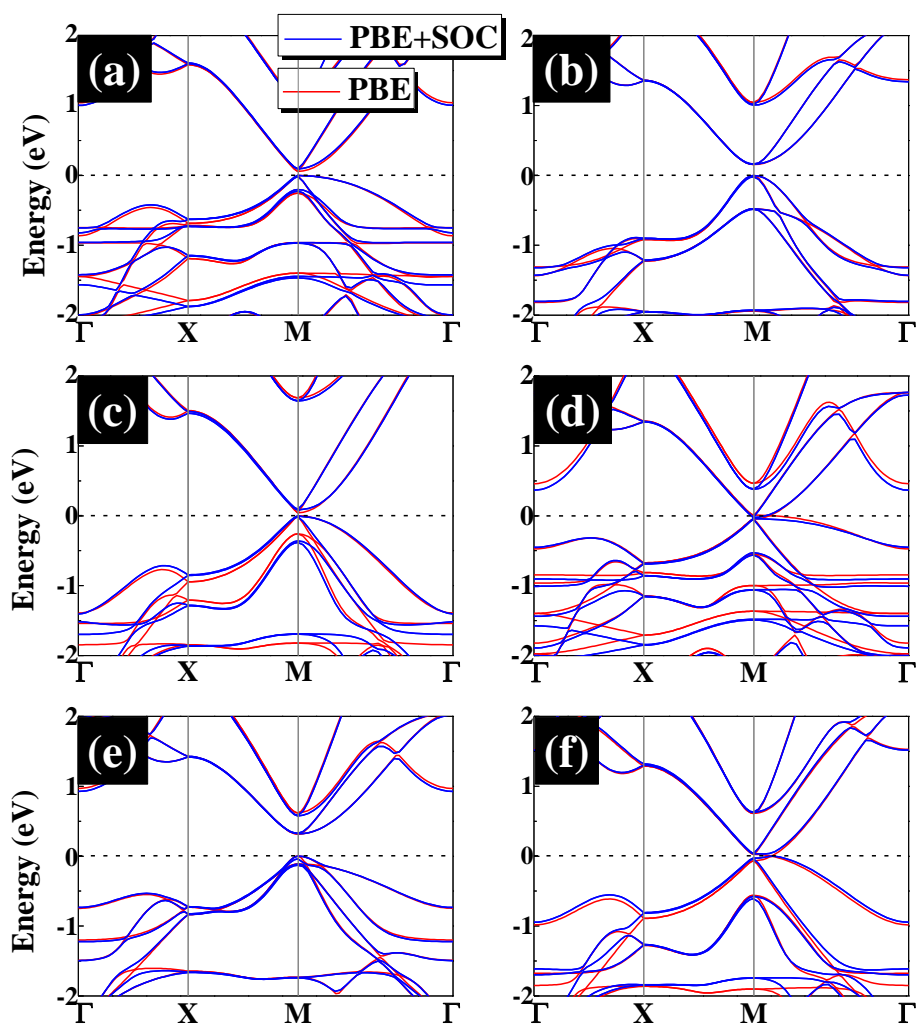 PBE+SOC
PBE
(a)
(b)
Energy (eV)
2
1
0
-1
-2
Γ X M Γ
2
1
0
-1
-2
Γ X M Γ
(c)
(d)
Energy (eV)
2
1
0
-1
-2
Γ X M Γ
2
1
0
-1
-2
Γ X M Γ
(e)
(f)
Energy (eV)
2
1
0
-1
-2
Γ X M Γ
2
1
0
-1
-2
Γ X M Γ